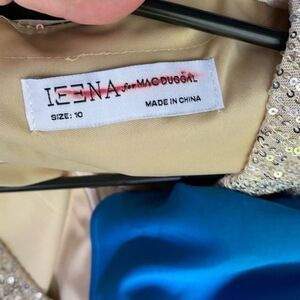 IEENA for MAC DUGGAL
SIZE: 10
MADE IN CHINA